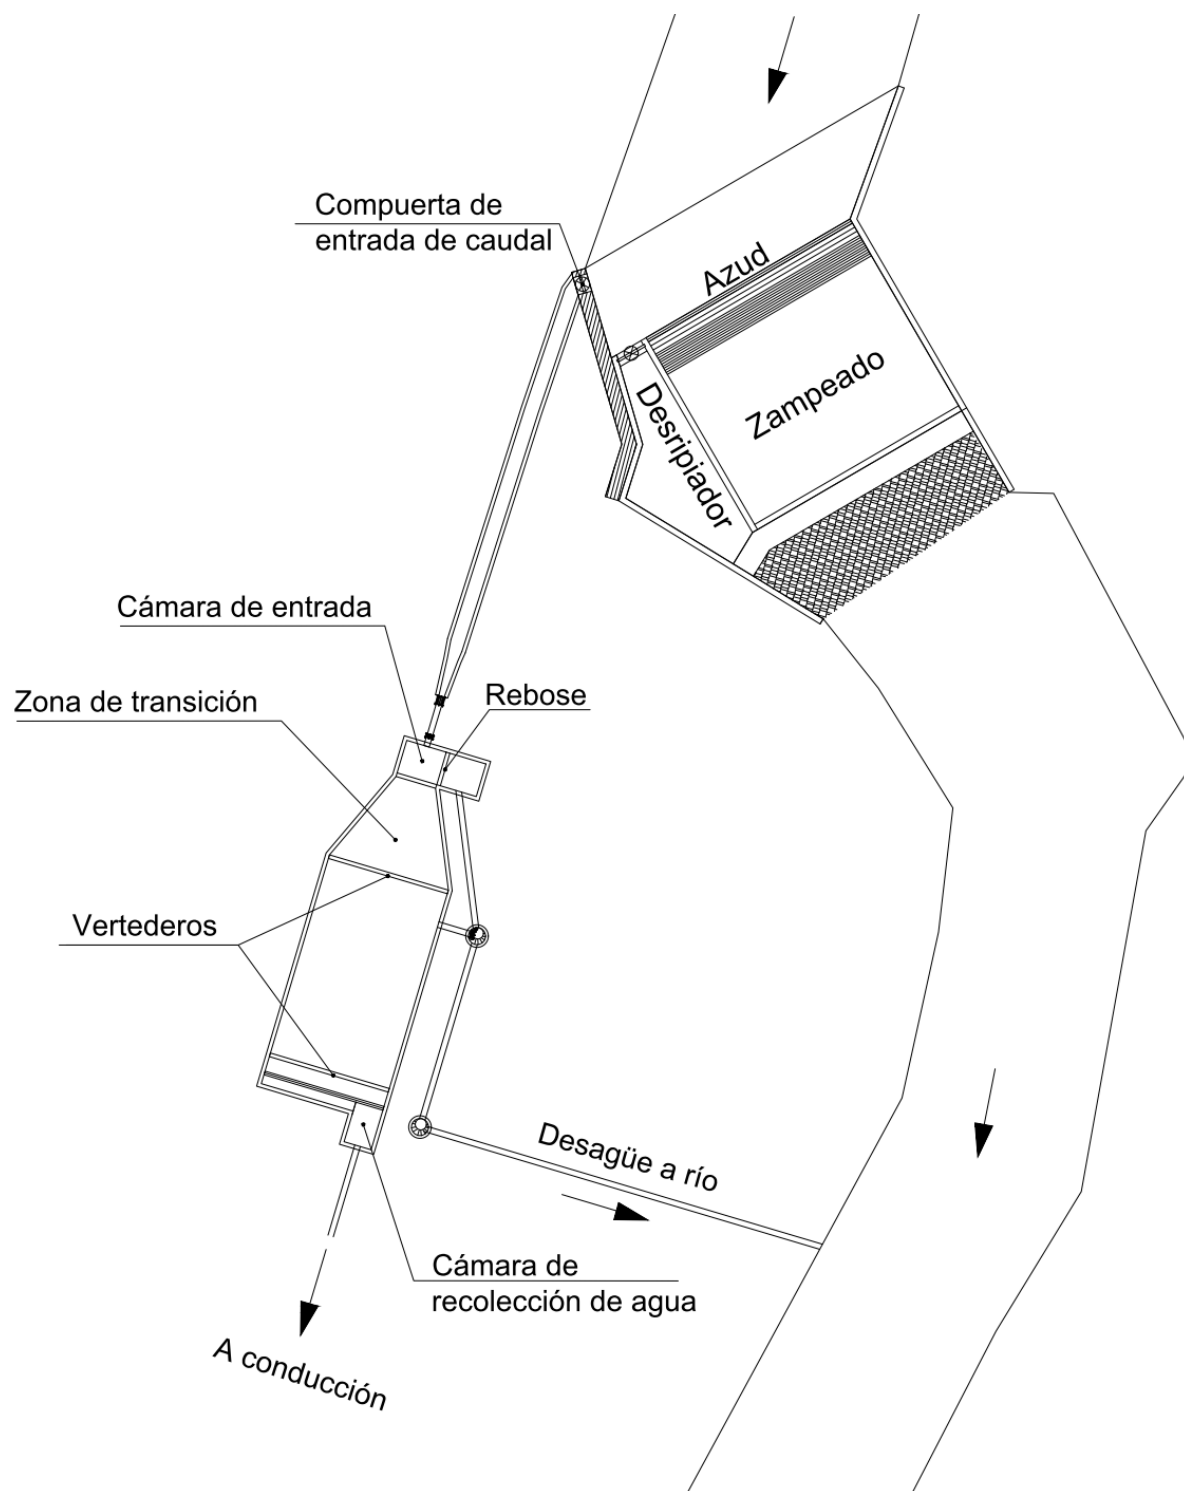 Compuerta de
entrada de caudal
Azud
Zampeado
Desripiador
Cámara de entrada
Zona de transición
Rebose
Vertederos
Desagüe a río
Cámara de
recolección de agua
A conducción